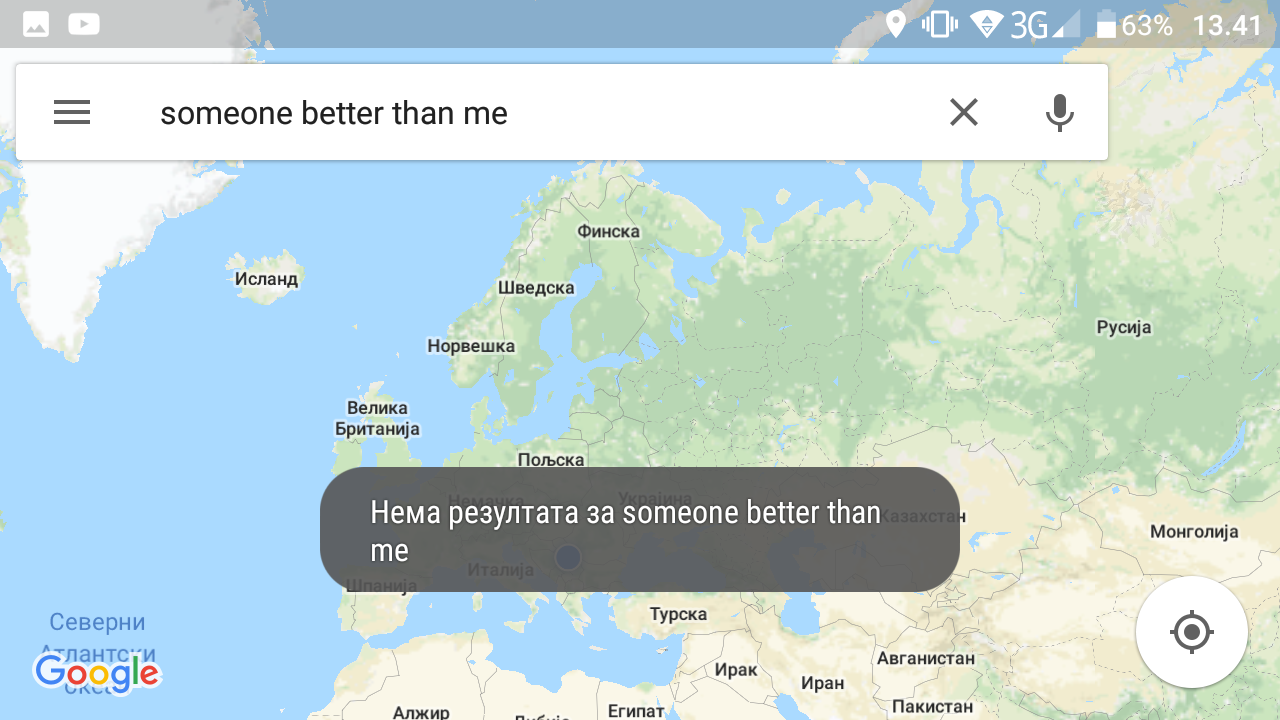 3G 63% 13.41
someone better than me
Финска
Исланд
Шведска
Русија
Норвешка
Велика
Британија
Пољска
Немачка
Украјина
Нема резултата за someone better than
me
Казахстан
Монголија
Италија
Шпанија
Турска
Северни
Атлантски
Google
Авганистан
Ирак
Иран
Пакистан
Египат
Алжир